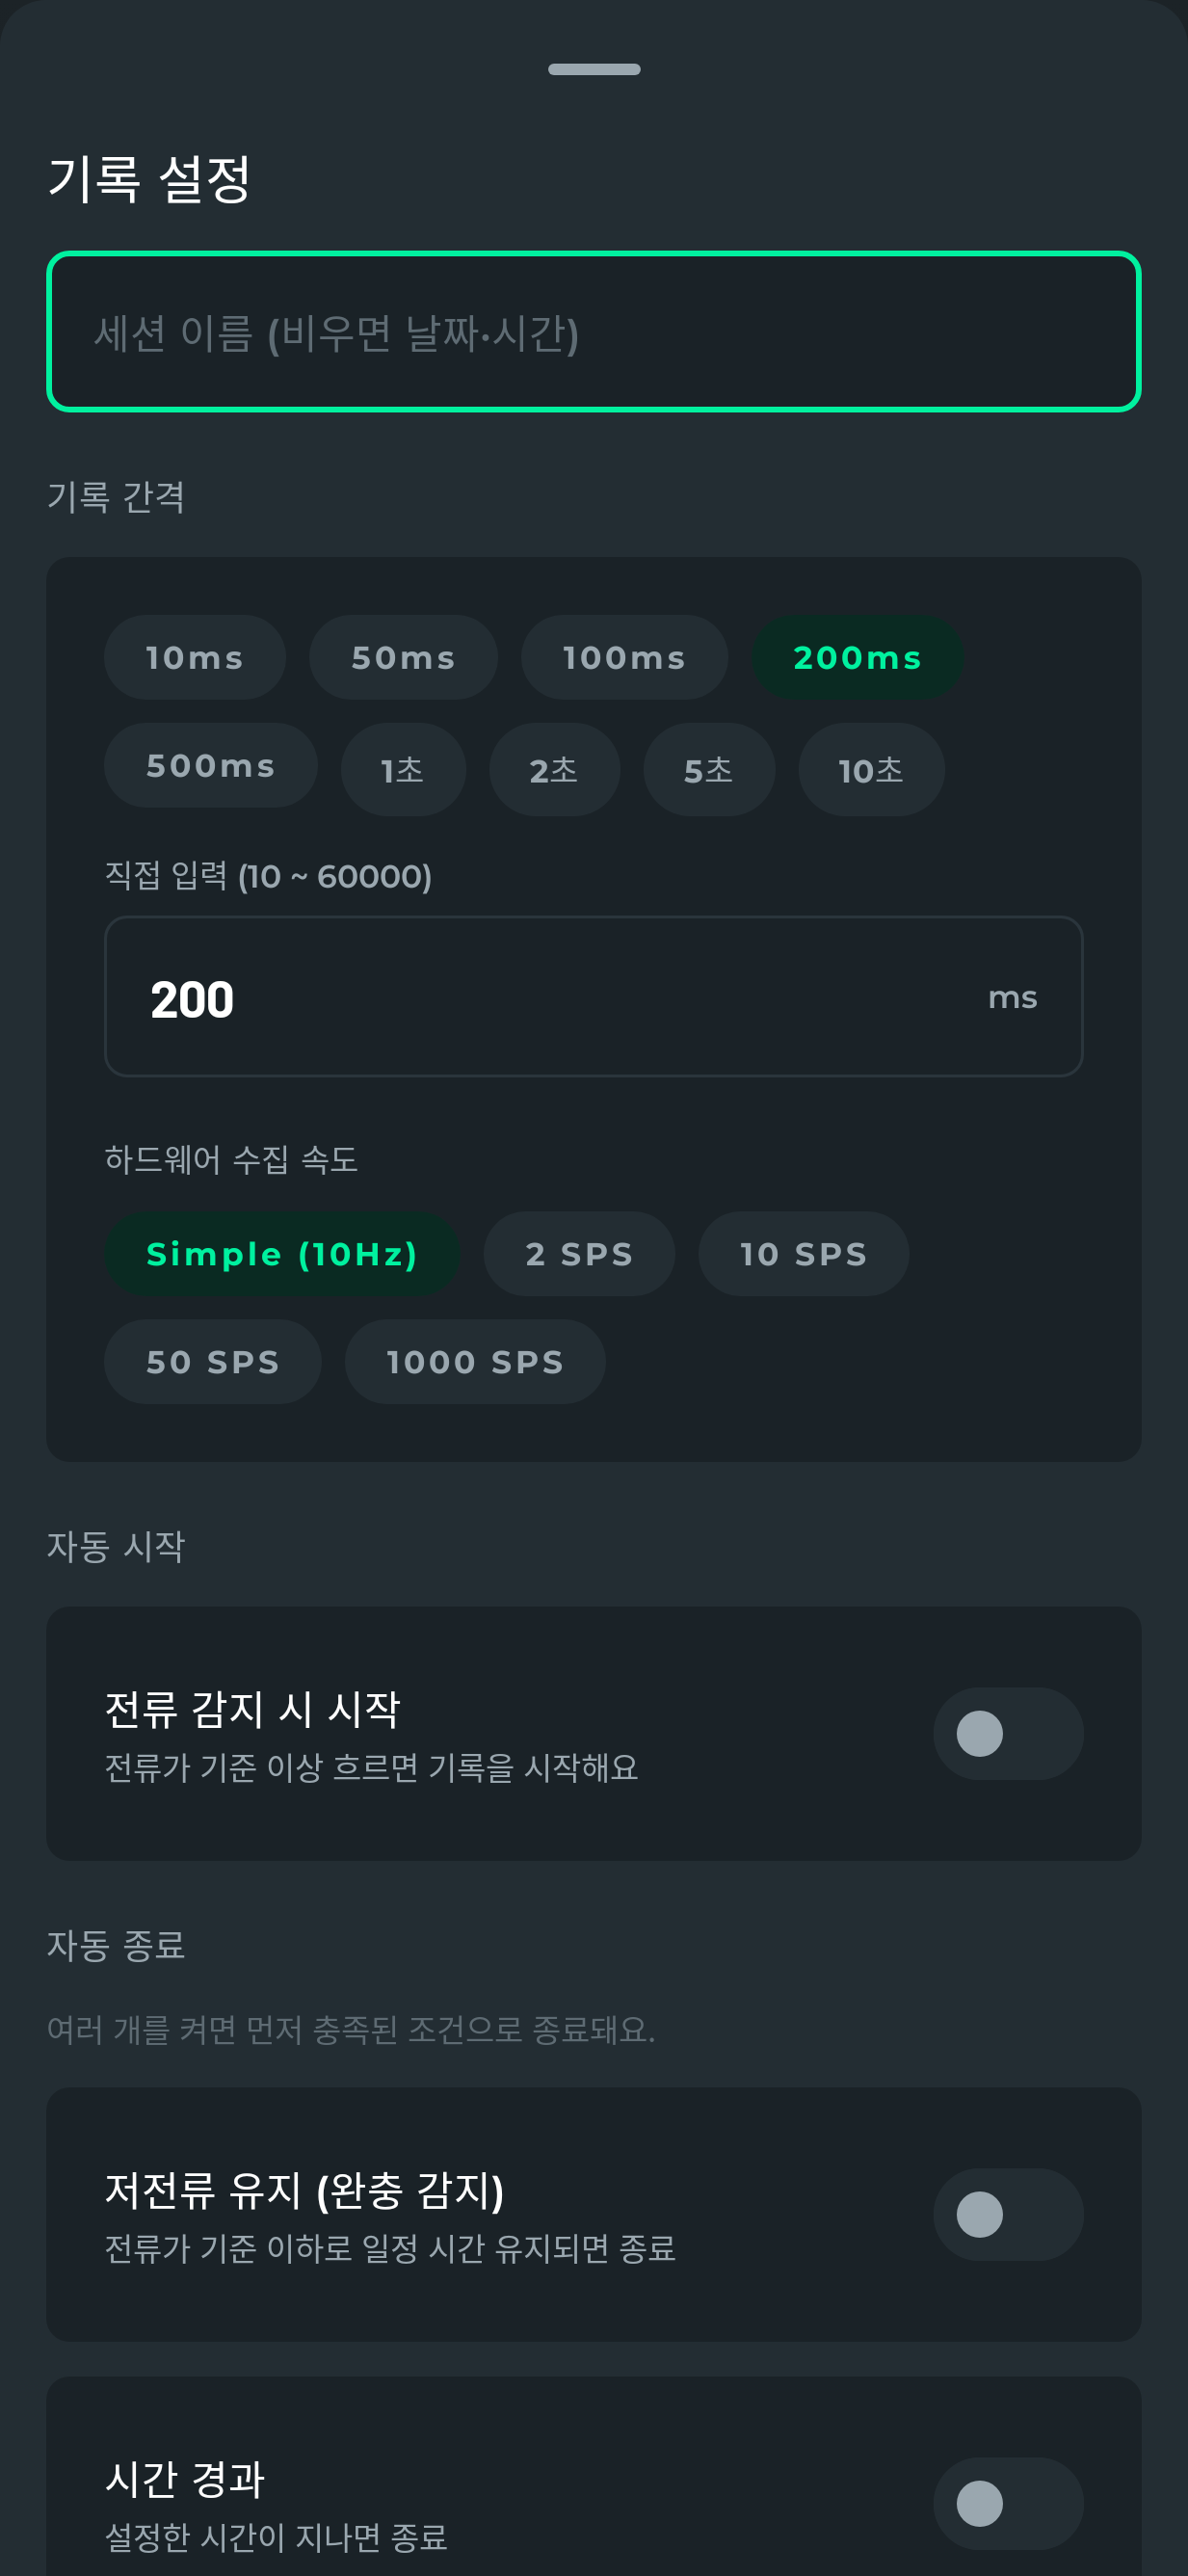 기록 설정
세션 이름 (비우면 날짜·시간)
기록 간격
10ms 50ms 100ms 200ms
500ms 1초 2초 5초 10초
직접 입력 (10 ~ 60000)
200 ms
하드웨어 수집 속도
Simple (10Hz) 2 SPS 10 SPS
50 SPS 1000 SPS
자동 시작
전류 감지 시 시작
전류가 기준 이상 흐르면 기록을 시작해요
자동 종료
여러 개를 켜면 먼저 충족된 조건으로 종료돼요.
저전류 유지 (완충 감지)
전류가 기준 이하로 일정 시간 유지되면 종료
시간 경과
설정한 시간이 지나면 종료